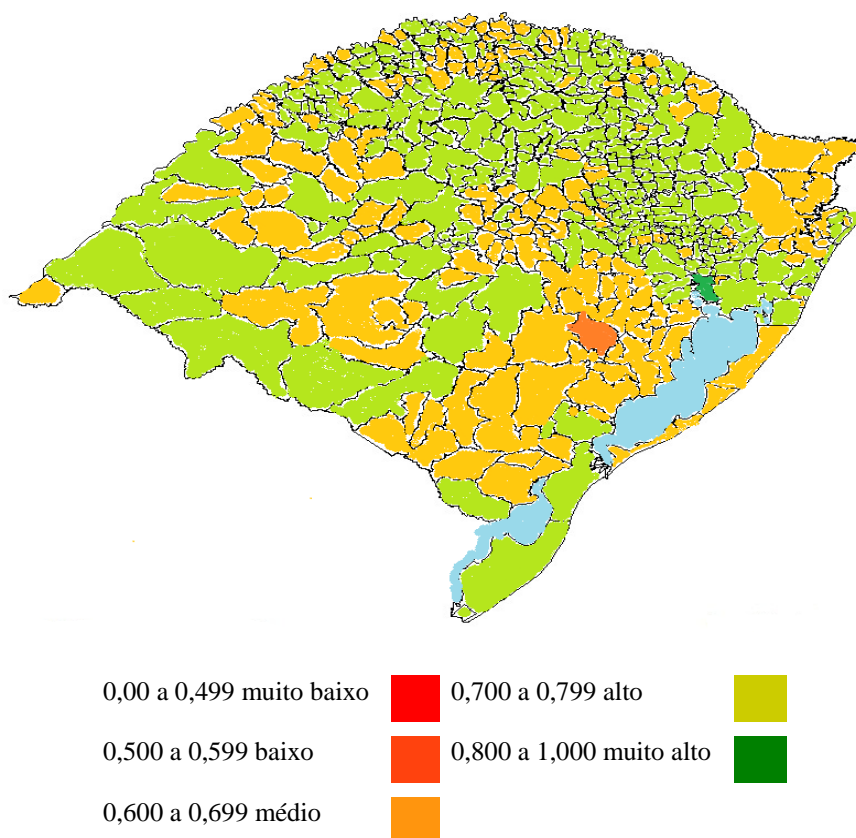 0,00 a 0,499 muito baixo
0,700 a 0,799 alto
0,500 a 0,599 baixo
0,800 a 1,000 muito alto
0,600 a 0,699 médio